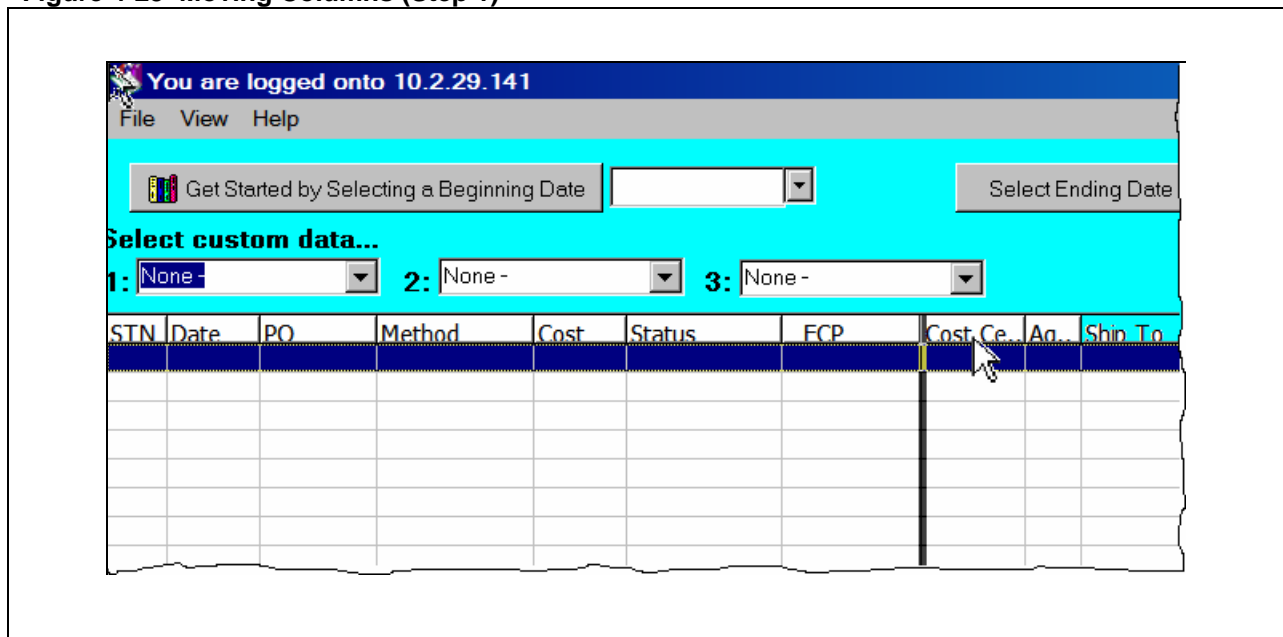 You are logged onto 10.2.29.141
File View Help
Get Started by Selecting a Beginning Date Select Ending Date
Select custom data...
1: None - 2: None - 3: None -
STN Date PO Method Cost Status FCP Cost Ce.. Ag.. Ship To